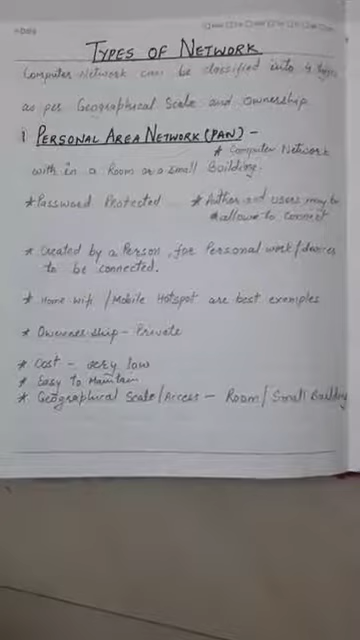 TYPES OF NETWORK
Computer Network can be classified into 4 types
as per Geographical Scale and Ownership
1 PERSONAL AREA NETWORK (PAN) –
* Computer Network
with in a Room or a small Building.
* Password Protected * Author and users may be
allowe to connect
* Created by a Person, for Personal work/devices
to be connected.
* Home wifi / Mobile Hotspot are best examples
* Owenership – Private
* Cost – very low
* Easy to Maintain
* Geographical Scale/Access – Room/Small Building